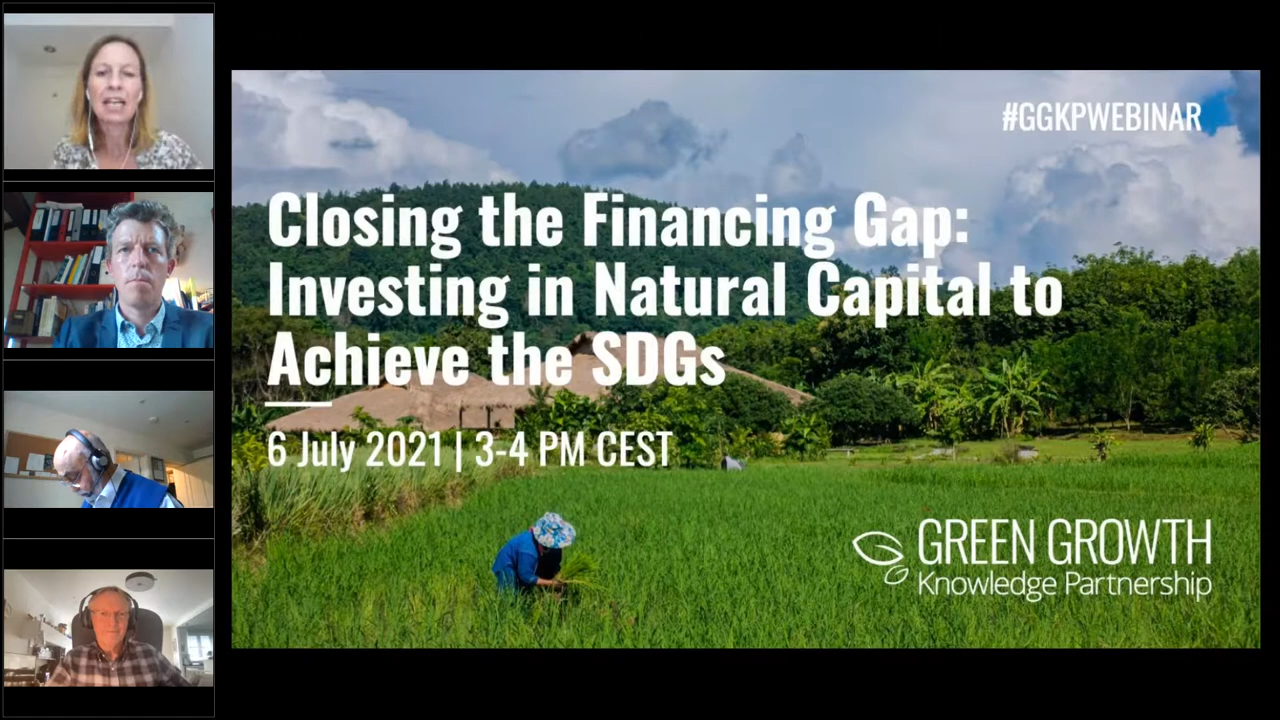 #GGKPWEBINAR
Closing the Financing Gap:
Investing in Natural Capital to
Achieve the SDGs
6 July 2021 | 3-4 PM CEST
GREEN GROWTH
Knowledge Partnership